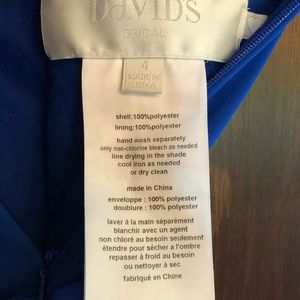 DAVID'S
BRIDAL
4
MADE IN
CHINA
shell:100%polyester
lining:100%polyester
hand wash separately
only non-chlorine bleach as needed
line drying in the shade
cool iron as needed
or dry clean
made in China
enveloppe : 100% polyester
doublure : 100% polyester
laver à la main séparément
blanchir avec un agent
non chloré au besoin seulement
étendre pour sécher a l'ombre
repasser à froid au besoin
ou nettoyer à sec
fabriqué en Chine